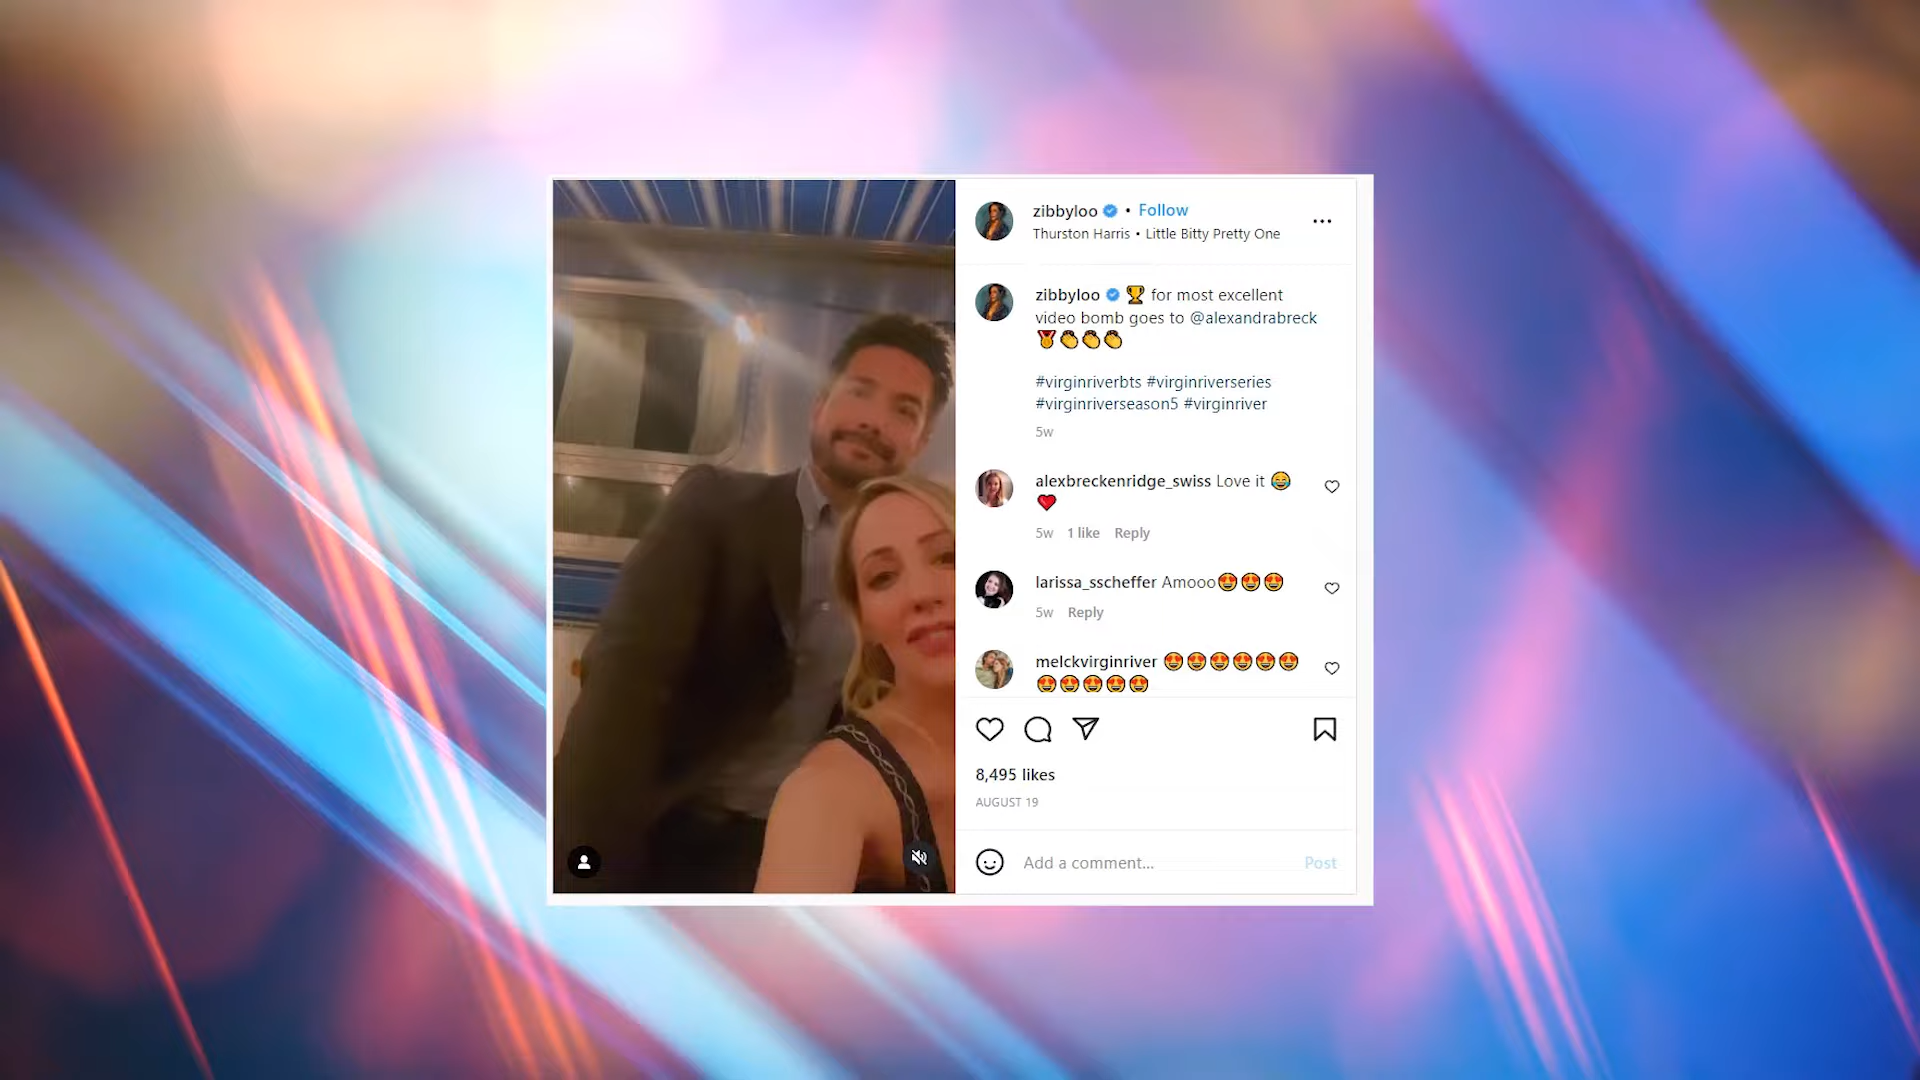 zibbyloo • Follow
Thurston Harris • Little Bitty Pretty One
zibbyloo 🏆 for most excellent
video bomb goes to @alexandrabreck
🏅👏👏👏
#virginriverbts #virginriverseries
#virginriverseason5 #virginriver
5w
alexbreckenridge_swiss Love it 😂
❤️
5w 1 like Reply
larissa_sscheffer Amooo😍😍😍
5w Reply
melckvirginriver 😍😍😍😍😍😍
😍😍😍😍😍
8,495 likes
AUGUST 19
Add a comment... Post